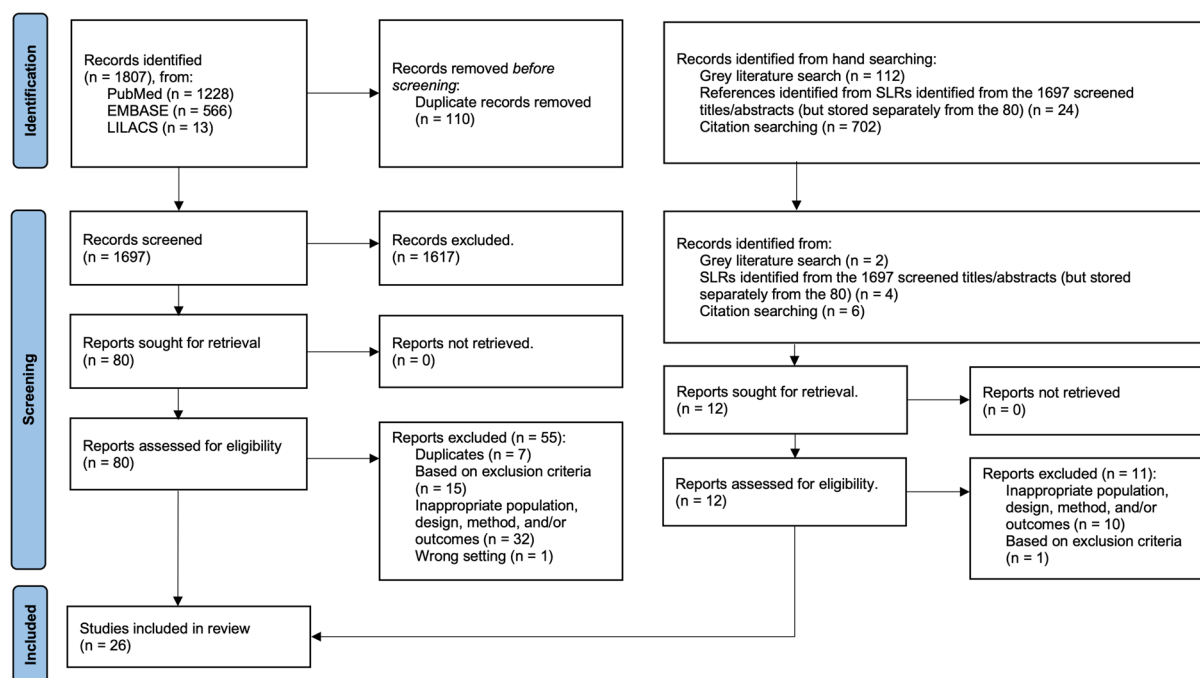 Identification
Records identified
(n = 1807), from:
PubMed (n = 1228)
EMBASE (n = 566)
LILACS (n = 13)
Records removed before
screening:
Duplicate records removed
(n = 110)
Records identified from hand searching:
Grey literature search (n = 112)
References identified from SLRs identified from the 1697 screened
titles/abstracts (but stored separately from the 80) (n = 24)
Citation searching (n = 702)
Screening
Records screened
(n = 1697)
Records excluded.
(n = 1617)
Records identified from:
Grey literature search (n = 2)
SLRs identified from the 1697 screened titles/abstracts (but stored
separately from the 80) (n = 4)
Citation searching (n = 6)
Reports sought for retrieval
(n = 80)
Reports not retrieved.
(n = 0)
Reports sought for retrieval.
(n = 12)
Reports not retrieved
(n = 0)
Reports assessed for eligibility
(n = 80)
Reports excluded (n = 55):
Duplicates (n = 7)
Based on exclusion criteria
(n = 15)
Inappropriate population,
design, method, and/or
outcomes (n = 32)
Wrong setting (n = 1)
Reports assessed for eligibility.
(n = 12)
Reports excluded (n = 11):
Inappropriate population,
design, method, and/or
outcomes (n = 10)
Based on exclusion criteria
(n = 1)
Included
Studies included in review
(n = 26)